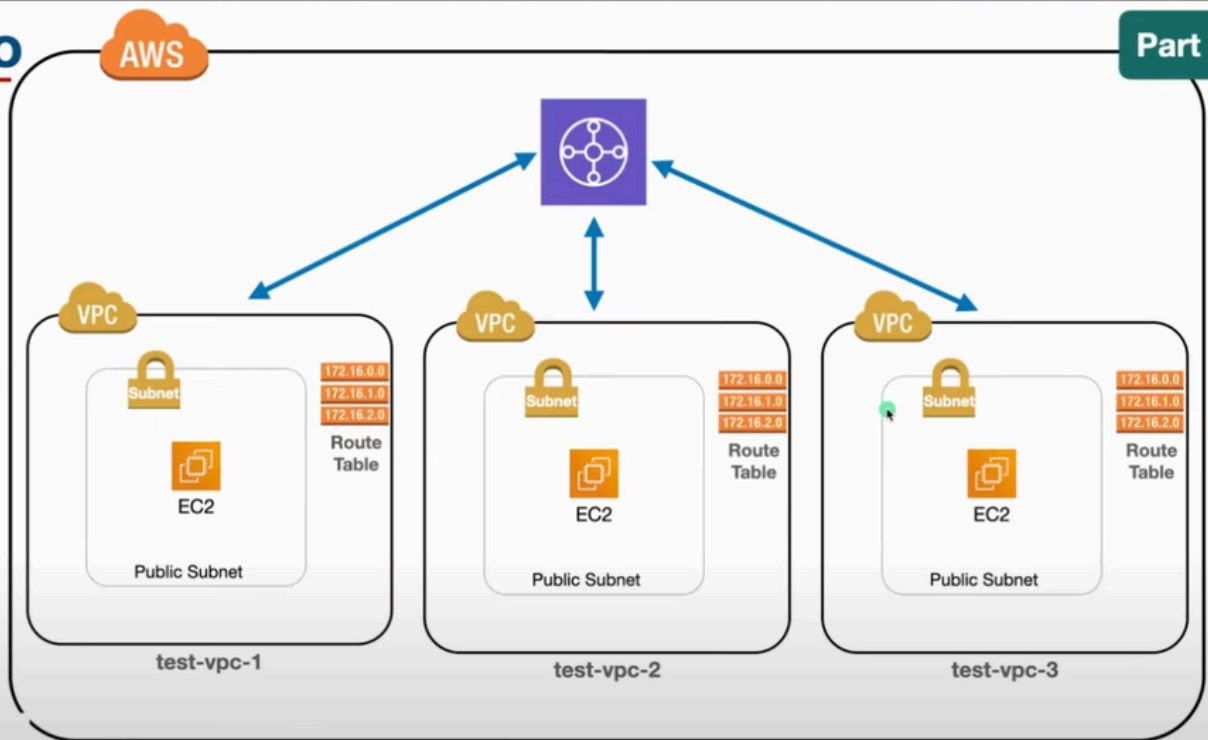 o
AWS
Part
VPC
Subnet
172.16.0.0
172.16.1.0
172.16.2.0
Route
Table
EC2
Public Subnet
test-vpc-1
VPC
Subnet
172.16.0.0
172.16.1.0
172.16.2.0
Route
Table
EC2
Public Subnet
test-vpc-2
VPC
Subnet
172.16.0.0
172.16.1.0
172.16.2.0
Route
Table
EC2
Public Subnet
test-vpc-3